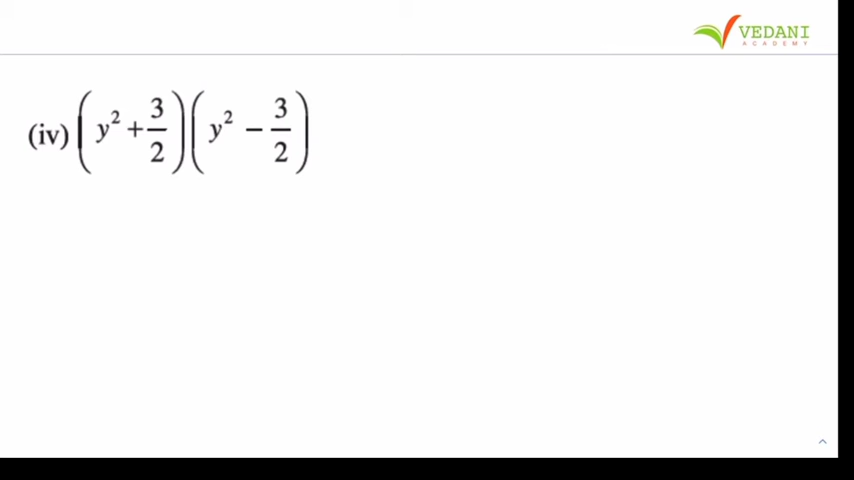 VEDANI
ACADEMY
(iv) (y² + 3/2)(y² − 3/2)